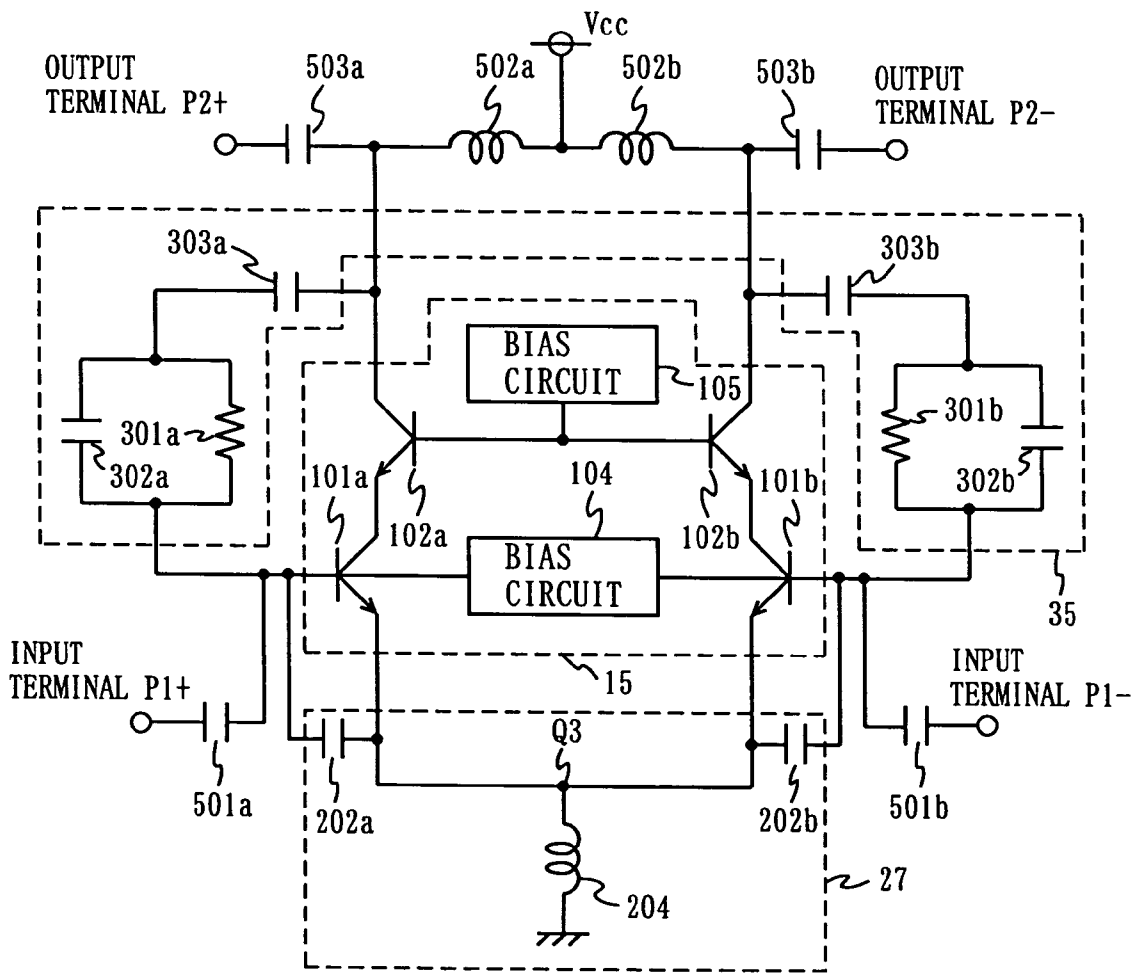 Vcc
OUTPUT
TERMINAL P2+
503a
502a
502b
503b
OUTPUT
TERMINAL P2-
303a
303b
BIAS
CIRCUIT
105
301a
302a
301b
302b
101a
102a
104
102b
101b
BIAS
CIRCUIT
35
INPUT
TERMINAL P1+
15
INPUT
TERMINAL P1-
Q3
501a
202a
202b
501b
27
204